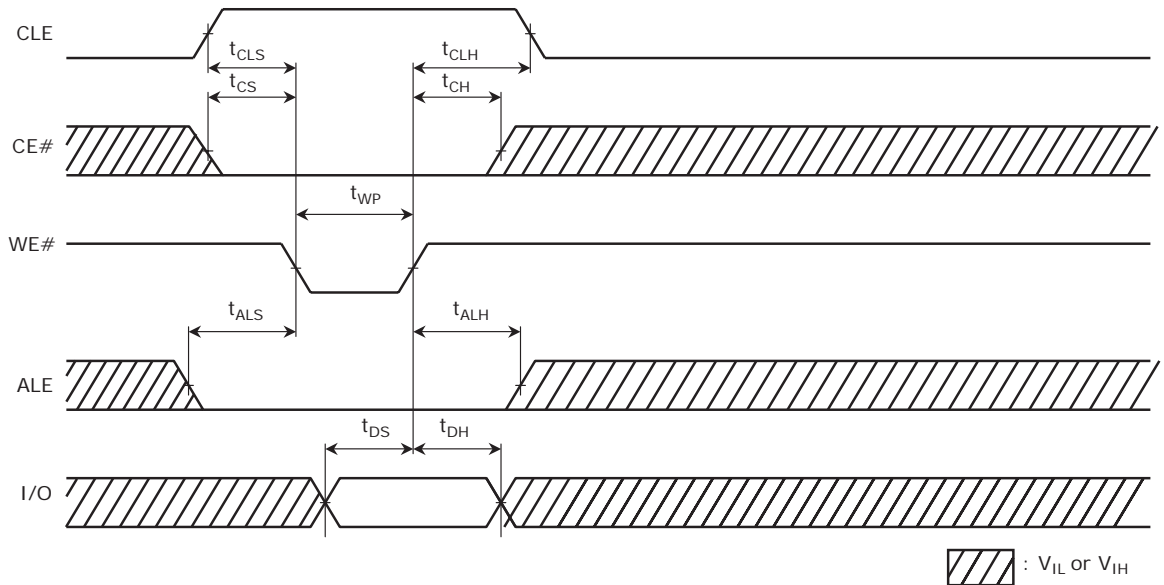 CLE
tCLS
tCLH
tCS
tCH
CE#
tWP
WE#
tALS
tALH
ALE
tDS
tDH
I/O
: VIL or VIH